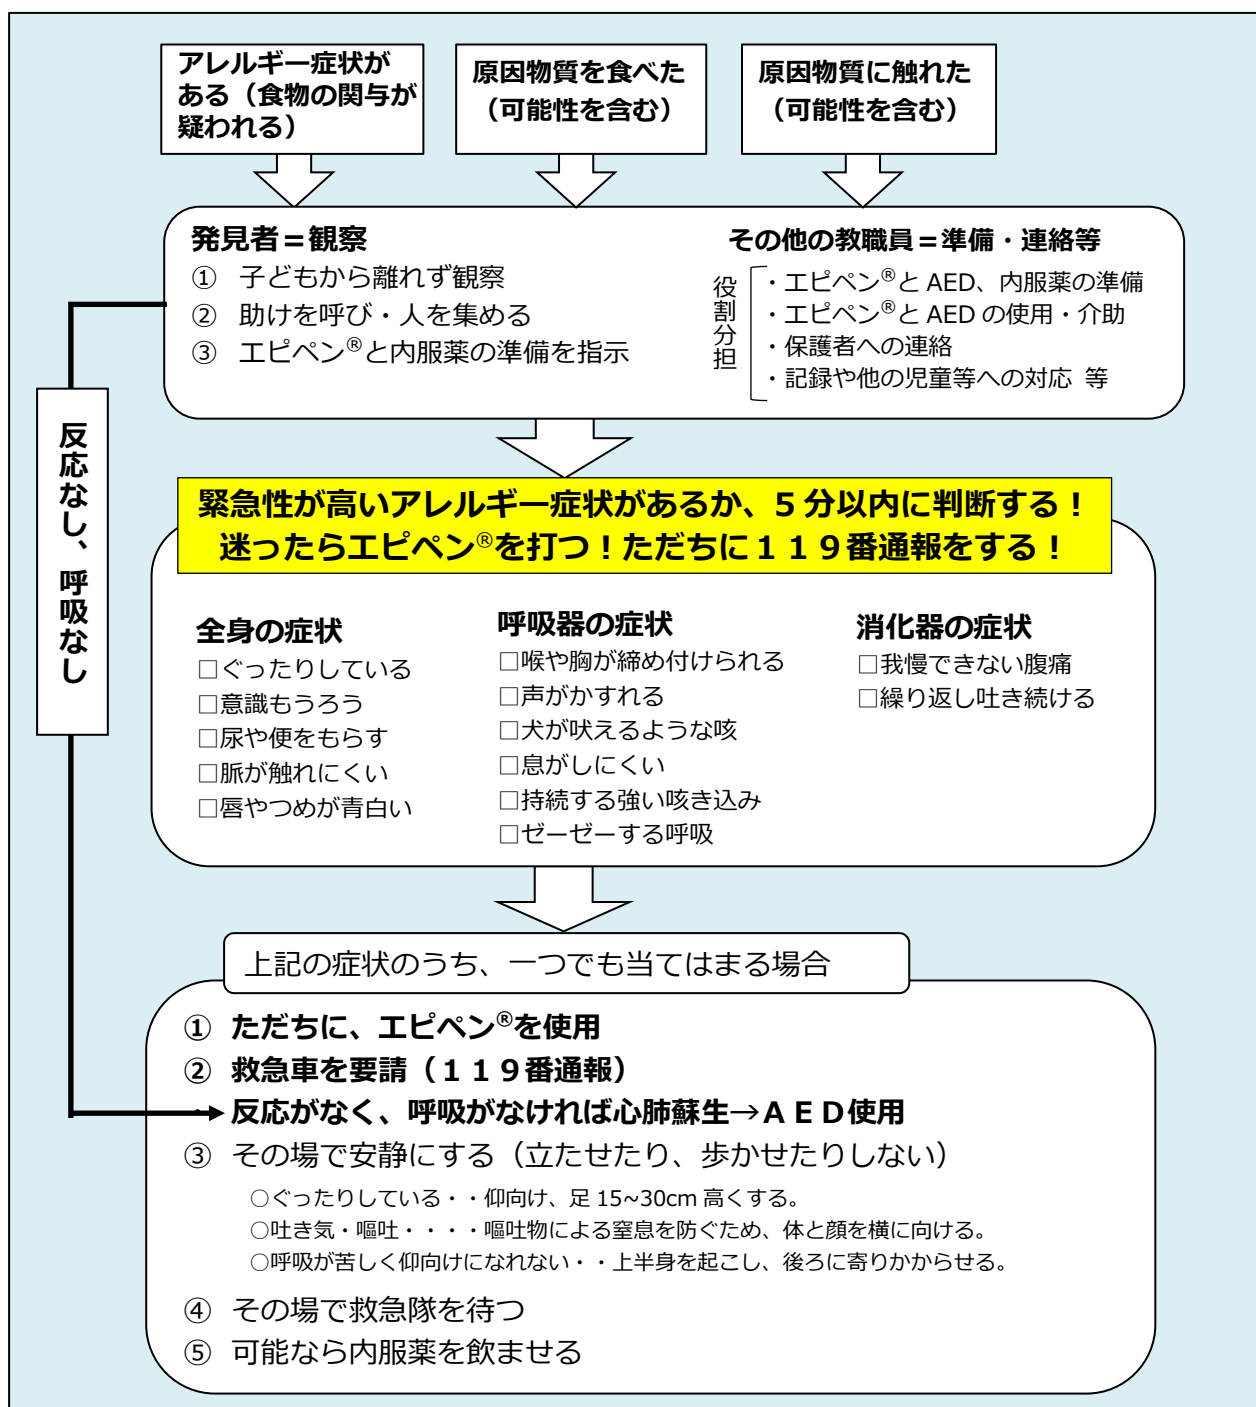 アレルギー症状が
ある（食物の関与が
疑われる）
原因物質を食べた
（可能性を含む）
原因物質に触れた
（可能性を含む）
発見者＝観察
① 子どもから離れず観察
② 助けを呼び・人を集める
③ エピペン®と内服薬の準備を指示
その他の教職員＝準備・連絡等
役割分担
・エピペン®と AED、内服薬の準備
・エピペン®と AED の使用・介助
・保護者への連絡
・記録や他の児童等への対応 等
反応なし、呼吸なし
緊急性が高いアレルギー症状があるか、５分以内に判断する！
迷ったらエピペン®を打つ！ただちに１１９番通報をする！
全身の症状
□ぐったりしている
□意識もうろう
□尿や便をもらす
□脈が触れにくい
□唇やつめが青白い
呼吸器の症状
□喉や胸が締め付けられる
□声がかすれる
□犬が吠えるような咳
□息がしにくい
□持続する強い咳き込み
□ゼーゼーする呼吸
消化器の症状
□我慢できない腹痛
□繰り返し吐き続ける
上記の症状のうち、一つでも当てはまる場合
① ただちに、エピペン®を使用
② 救急車を要請（１１９番通報）
反応がなく、呼吸がなければ心肺蘇生→ＡＥＤ使用
③ その場で安静にする（立たせたり、歩かせたりしない）
○ぐったりしている・・仰向け、足 15~30cm 高くする。
○吐き気・嘔吐・・・・嘔吐物による窒息を防ぐため、体と顔を横に向ける。
○呼吸が苦しく仰向けになれない・・上半身を起こし、後ろに寄りかからせる。
④ その場で救急隊を待つ
⑤ 可能なら内服薬を飲ませる